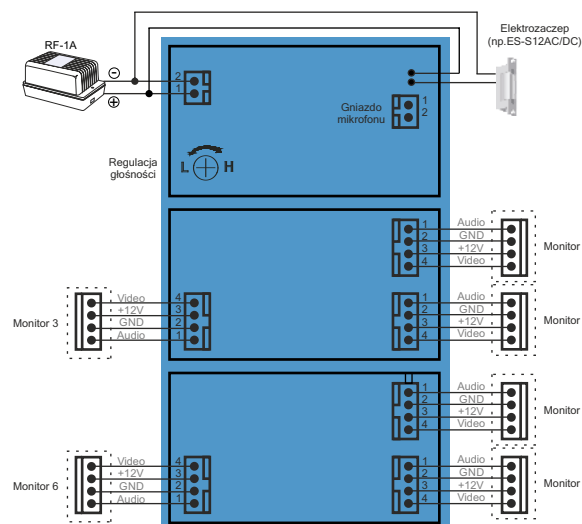 RF-1A
Elektrozaczep
(np.ES-S12AC/DC)
2
1
Gniazdo
mikrofonu
1
2
Regulacja
głośności
L H
1 Audio
2 GND
3 +12V
4 Video
Monitor
Monitor 3
Video 4
+12V 3
GND 2
Audio 1
1 Audio
2 GND
3 +12V
4 Video
Monitor
1 Audio
2 GND
3 +12V
4 Video
Monitor
Monitor 6
Video 4
+12V 3
GND 2
Audio 1
1 Audio
2 GND
3 +12V
4 Video
Monitor